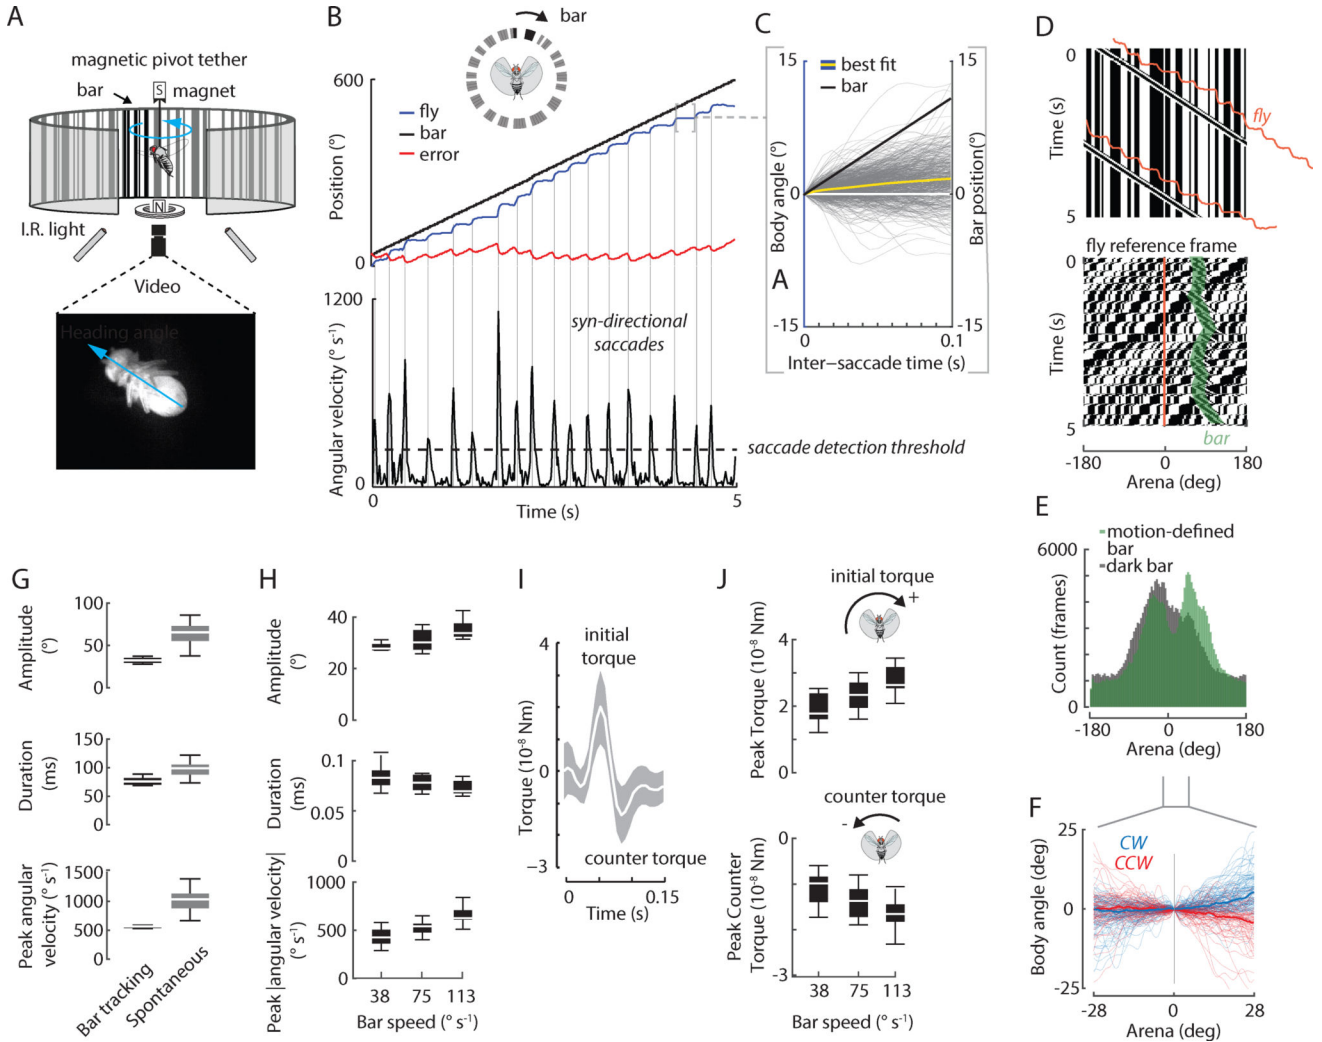 A
magnetic pivot tether
bar
S
magnet
N
I.R. light
Video
Heading angle
B
bar
600
fly
bar
error
Position (°)
0
1200
syn-directional
saccades
Angular velocity (° s⁻¹)
saccade detection threshold
0
0
5
Time (s)
C
15
15
best fit
bar
Body angle (°)
Bar position(°)
0
0
A
-15
-15
0
0.1
Inter−saccade time (s)
D
0
fly
Time (s)
5
fly reference frame
0
Time (s)
5
bar
-180
0
180
Arena (deg)
E
motion-defined
bar
dark bar
6000
Count (frames)
0
-180
0
180
Arena (deg)
F
25
CW
CCW
Body angle (deg)
0
-25
-28
0
28
Arena (deg)
G
100
Amplitude
(°)
50
0
150
Duration
(ms)
100
50
0
1500
Peak angular
velocity (° s⁻¹)
1000
500
0
Bar tracking
Spontaneous
H
40
Amplitude
(°)
20
0
0.1
Duration
(ms)
0.05
0
1000
Peak |angular velocity|
(° s⁻¹)
500
0
38
75
113
Bar speed (° s⁻¹)
I
4
initial
torque
Torque (10⁻⁸ Nm)
0
counter torque
−3
0
0.15
Time (s)
J
initial torque
+
4
Peak Torque (10⁻⁸ Nm)
2
0
counter torque
-
0
Peak Counter
Torque (10⁻⁸ Nm)
-3
38
75
113
Bar speed (° s⁻¹)